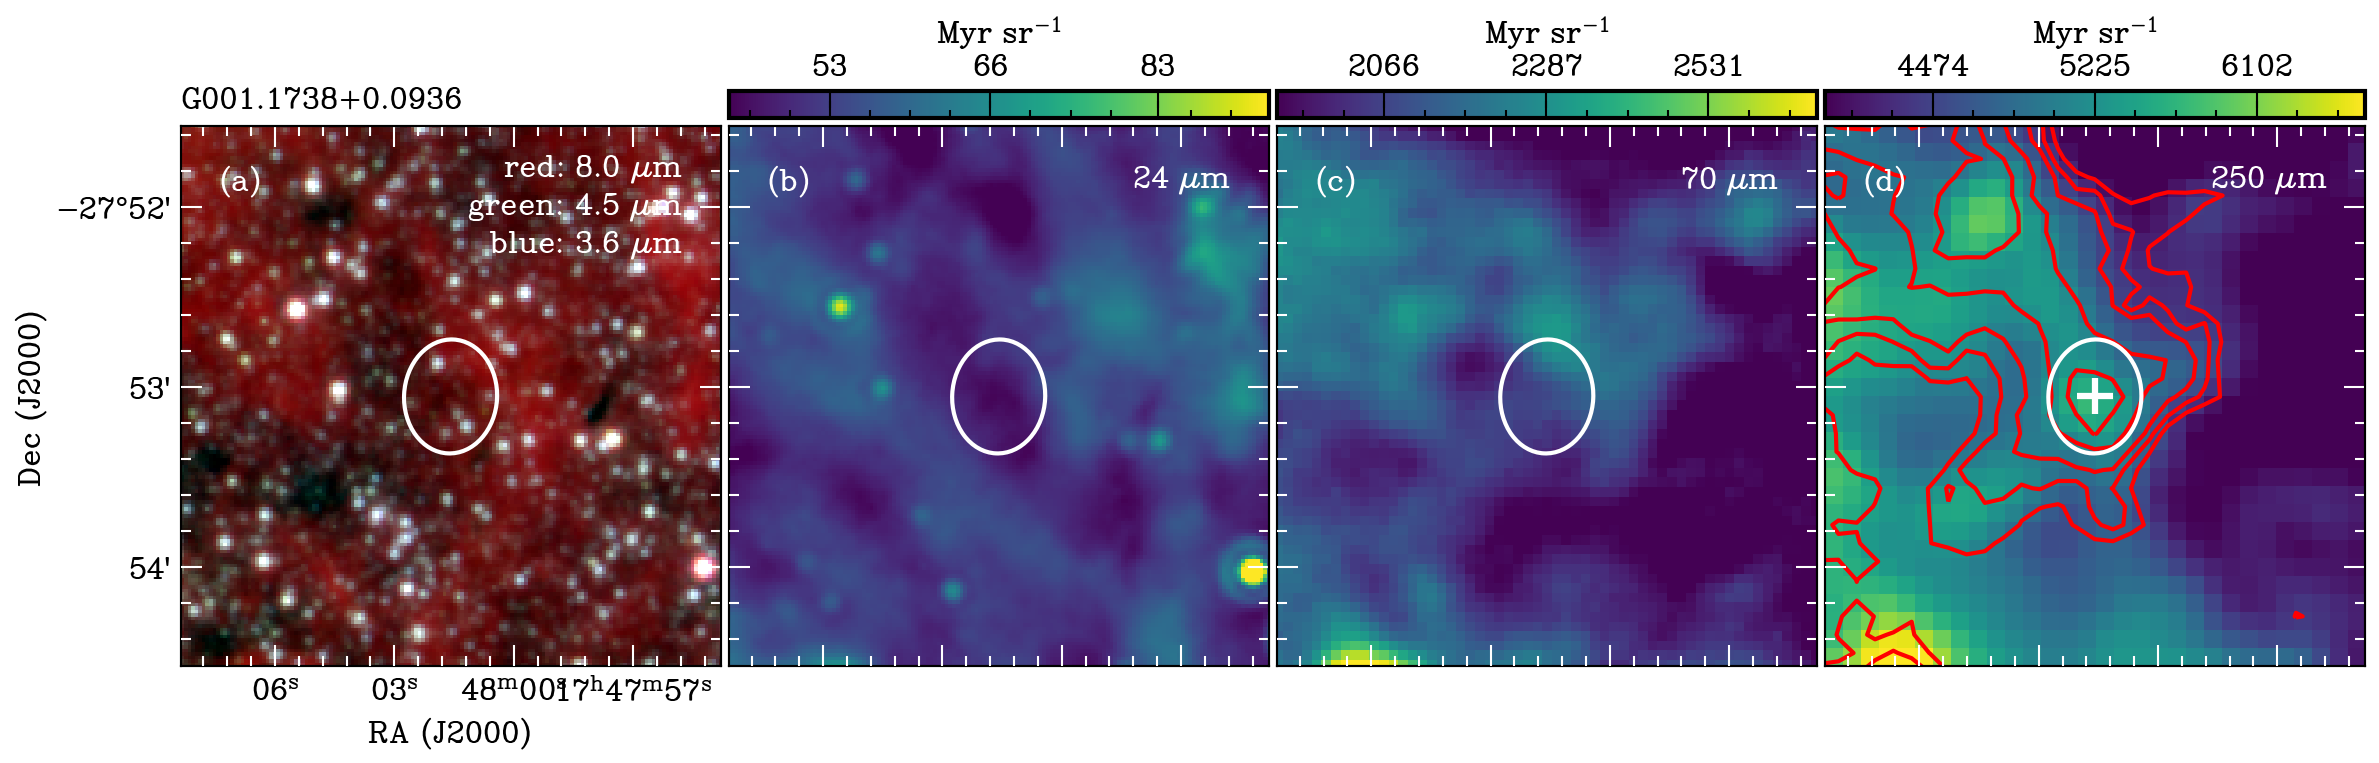 Myr sr⁻¹
53 66 83
Myr sr⁻¹
2066 2287 2531
Myr sr⁻¹
4474 5225 6102
G001.1738+0.0936
(a)
red: 8.0 μm
green: 4.5 μm
blue: 3.6 μm
(b)
24 μm
(c)
70 μm
(d)
250 μm
−27°52'
53'
54'
Dec (J2000)
06ˢ 03ˢ 48ᵐ00ˢ 17ʰ47ᵐ57ˢ
RA (J2000)